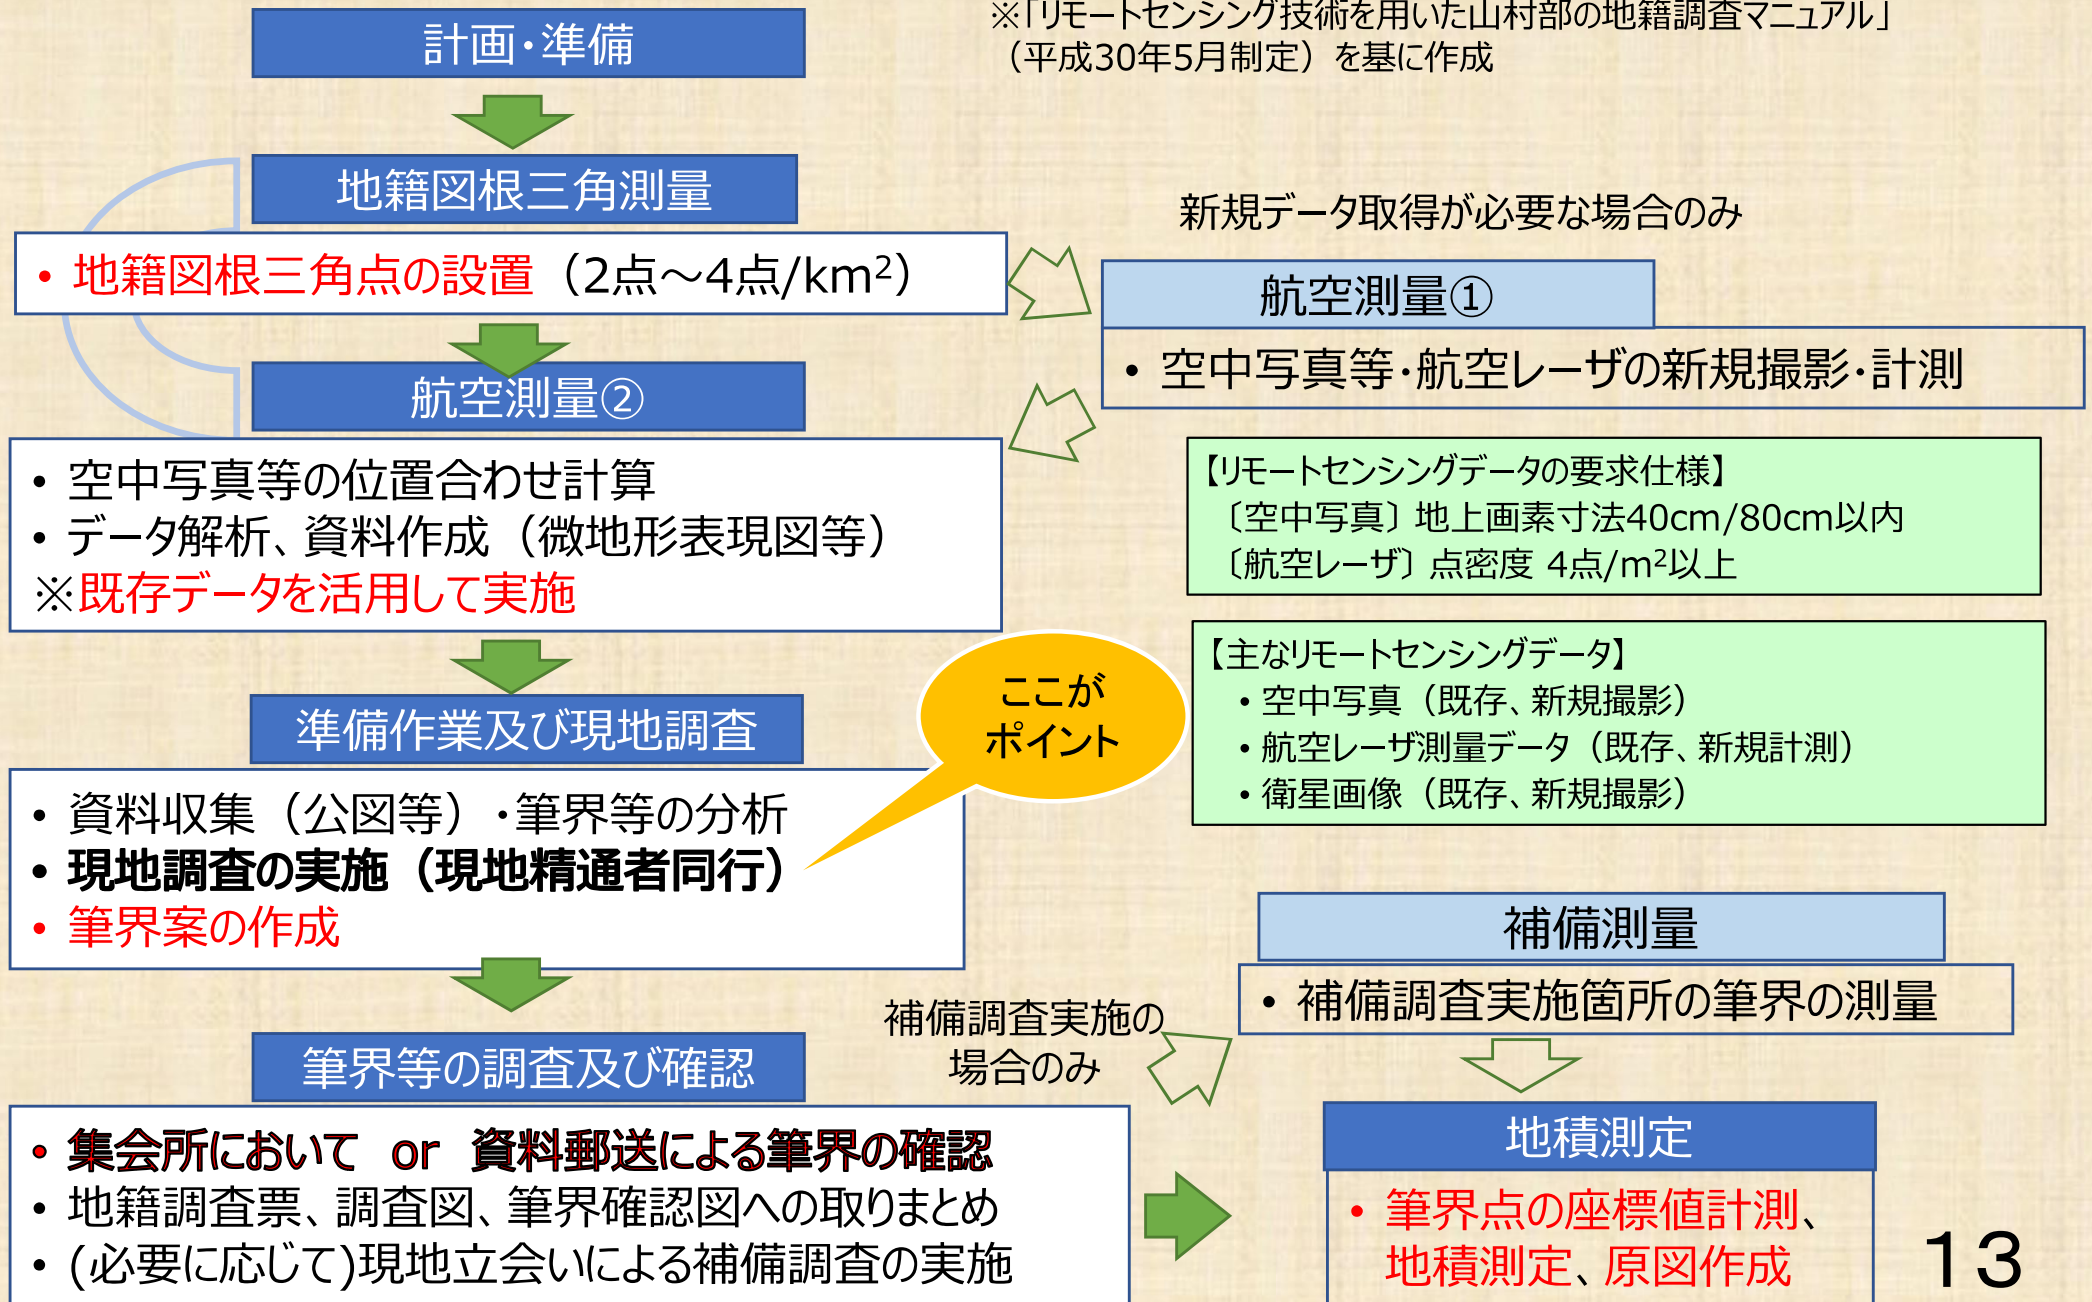 ※「リモートセンシング技術を用いた山村部の地籍調査マニュアル」
（平成30年5月制定）を基に作成
計画・準備
地籍図根三角測量
• 地籍図根三角点の設置（2点～4点/km²）
新規データ取得が必要な場合のみ
航空測量①
• 空中写真等・航空レーザの新規撮影・計測
航空測量②
• 空中写真等の位置合わせ計算
• データ解析、資料作成（微地形表現図等）
※既存データを活用して実施
【リモートセンシングデータの要求仕様】
〔空中写真〕地上画素寸法40cm/80cm以内
〔航空レーザ〕点密度 4点/m²以上
【主なリモートセンシングデータ】
• 空中写真（既存、新規撮影）
• 航空レーザ測量データ（既存、新規計測）
• 衛星画像（既存、新規撮影）
準備作業及び現地調査
• 資料収集（公図等）・筆界等の分析
• 現地調査の実施（現地精通者同行）
• 筆界案の作成
ここが
ポイント
筆界等の調査及び確認
• 集会所において or 資料郵送による筆界の確認
• 地籍調査票、調査図、筆界確認図への取りまとめ
• (必要に応じて)現地立会いによる補備調査の実施
補備調査実施の
場合のみ
補備測量
• 補備調査実施箇所の筆界の測量
地積測定
• 筆界点の座標値計測、
地積測定、原図作成
13